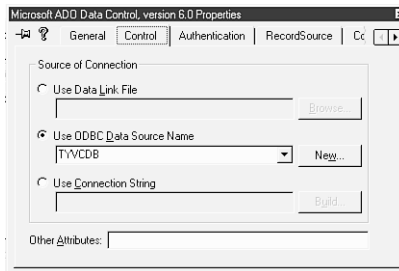 Microsoft ADO Data Control, version 6.0 Properties
? General Control Authentication RecordSource
Source of Connection
Use Data Link File
Browse...
Use ODBC Data Source Name
TYVCDB New...
Use Connection String
Build...
Other Attributes: